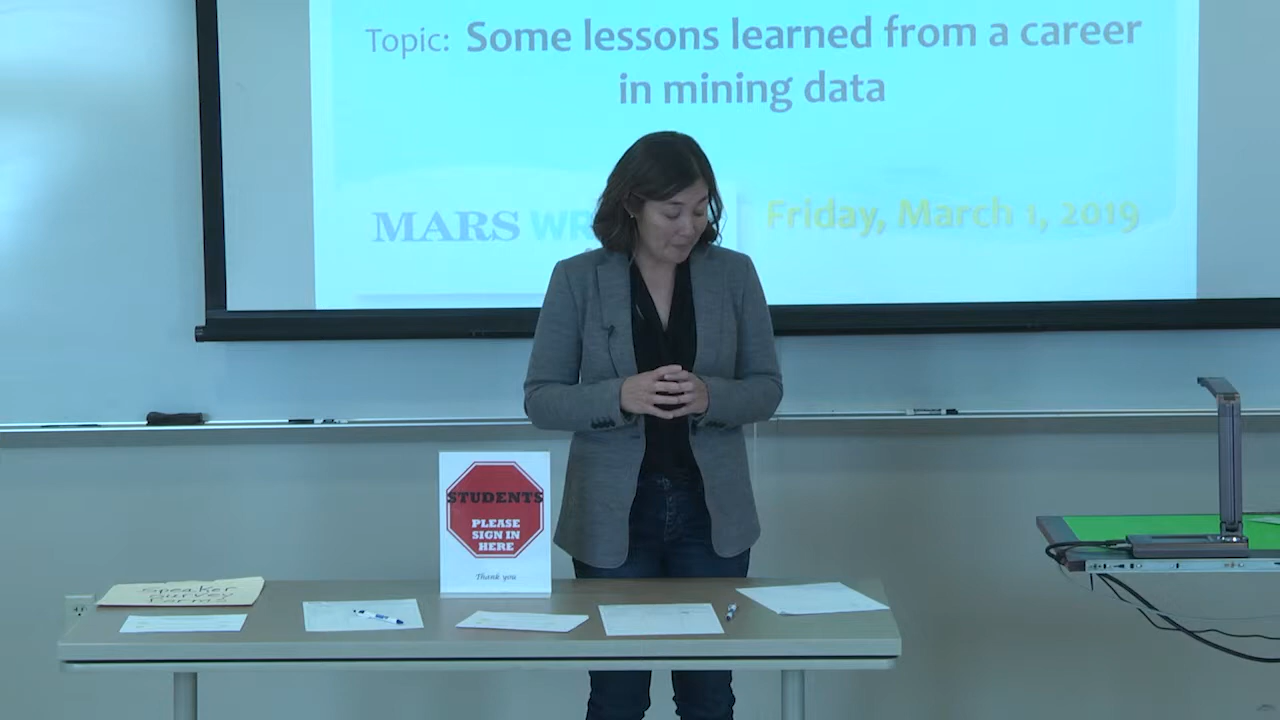 Topic: Some lessons learned from a career
in mining data
MARS WR
Friday, March 1, 2019
STUDENTS
PLEASE
SIGN IN
HERE
Thank you
Speaker
Survey
Forms